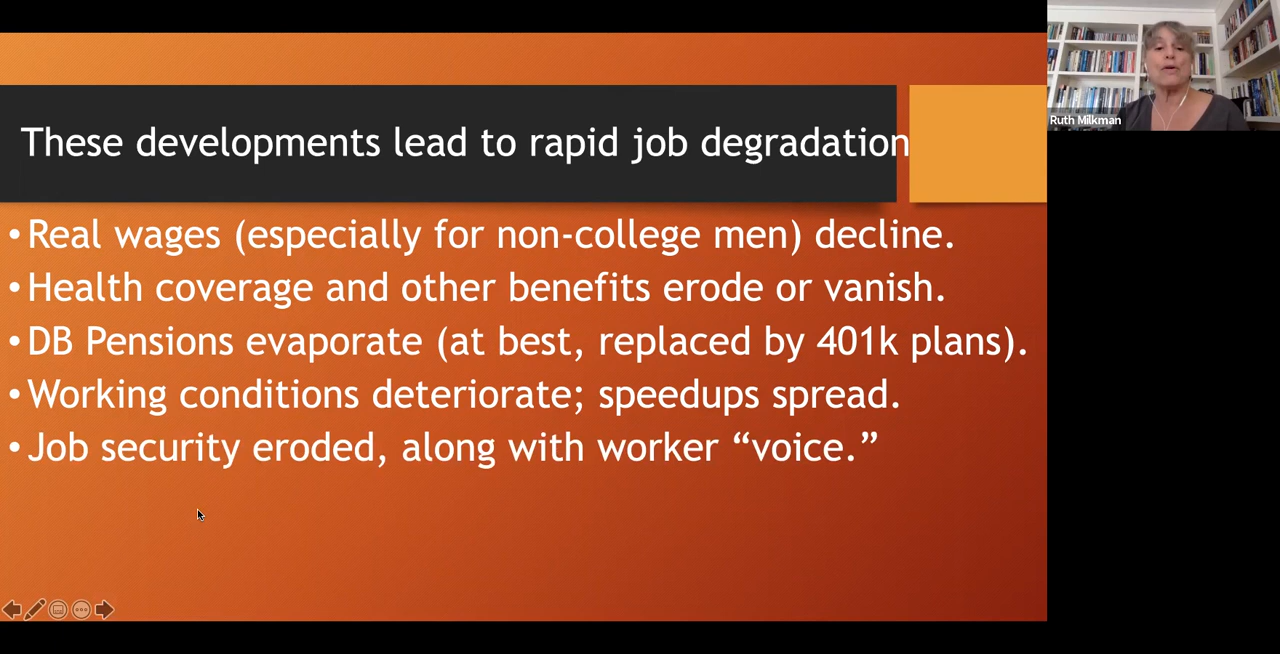 These developments lead to rapid job degradation
• Real wages (especially for non-college men) decline.
• Health coverage and other benefits erode or vanish.
• DB Pensions evaporate (at best, replaced by 401k plans).
• Working conditions deteriorate; speedups spread.
• Job security eroded, along with worker “voice.”
Ruth Milkman